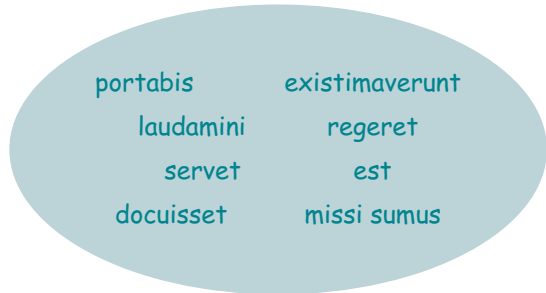 portabis existimaverunt
laudamini regeret
servet est
docuisset missi sumus